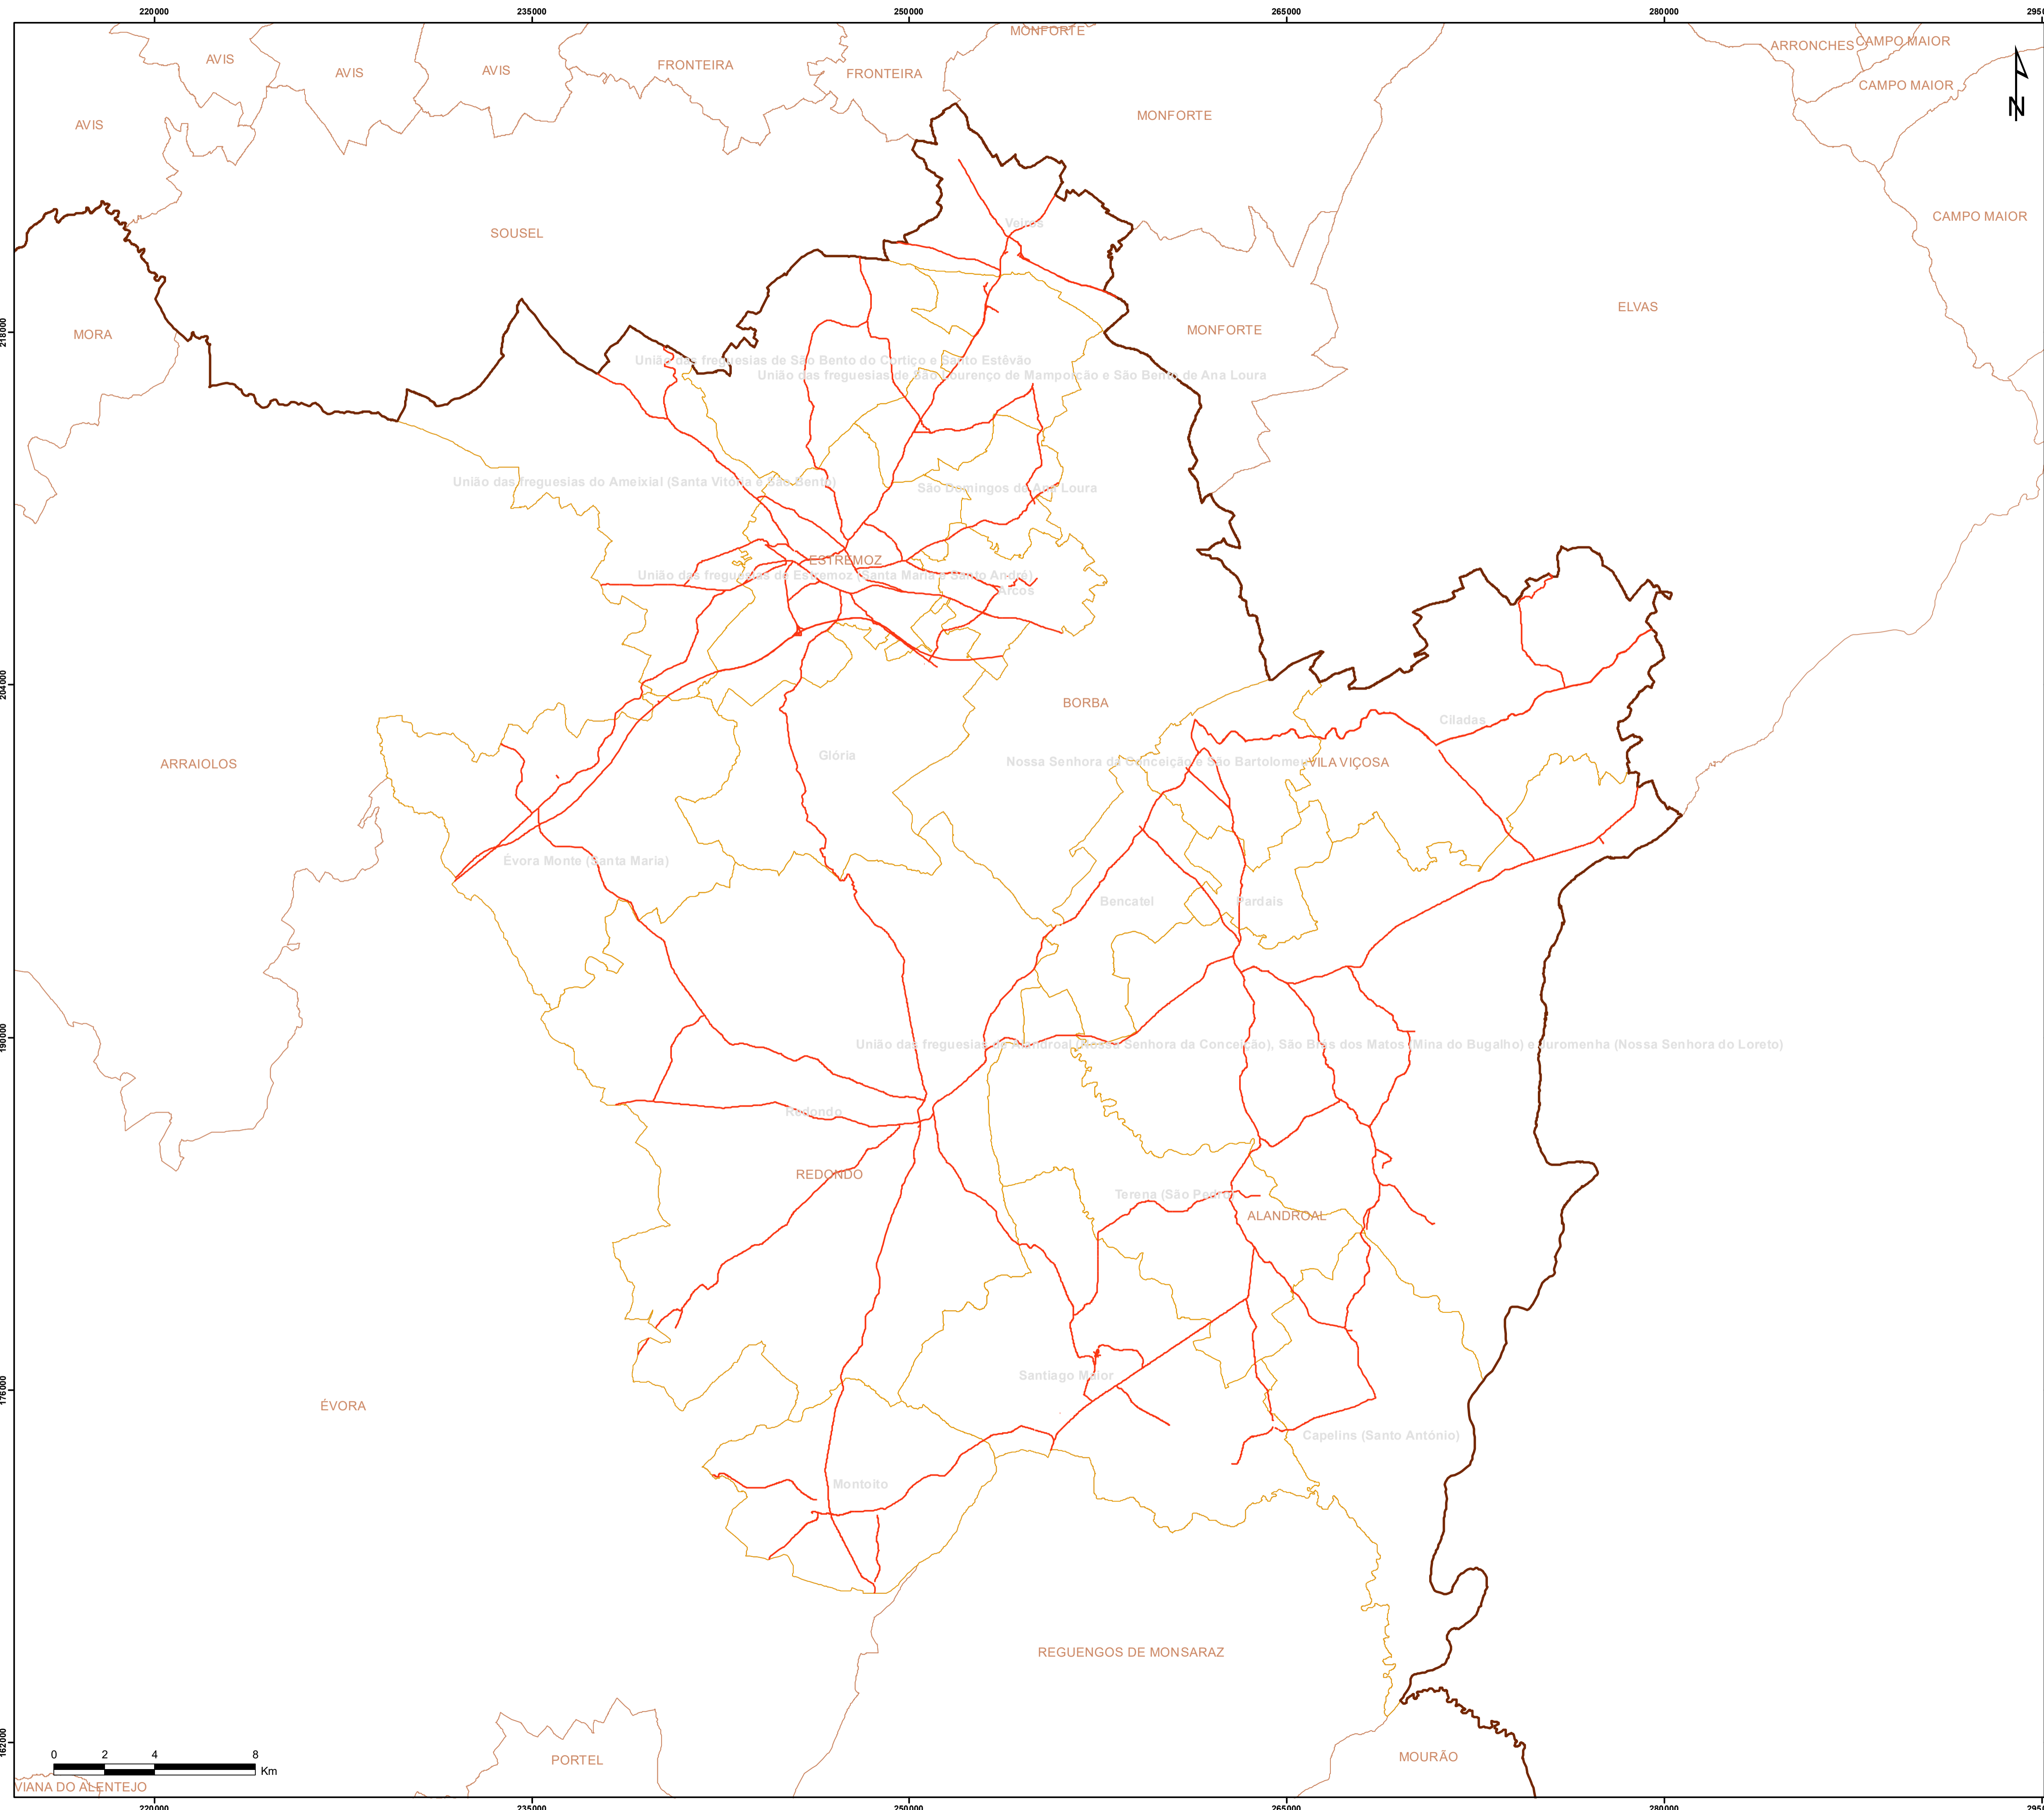 220000
235000
250000
265000
280000
MONFORTE
ARRONCHES
CAMPO MAIOR
AVIS
AVIS
AVIS
FRONTEIRA
FRONTEIRA
CAMPO MAIOR
N
AVIS
MONFORTE
CAMPO MAIOR
Veiros
SOUSEL
ELVAS
218000
MORA
MONFORTE
União das freguesias de São Bento do Cortiço e Santo Estêvão
União das freguesias de São Lourenço de Mamporcão e São Bento de Ana Loura
União das freguesias do Ameixial (Santa Vitória e São Bento)
São Domingos de Ana Loura
ESTREMOZ
União das freguesias de Estremoz (Santa Maria e Santo André)
Arcos
204000
BORBA
Ciladas
Glória
Nossa Senhora da Conceição e São Bartolomeu
VILA VIÇOSA
ARRAIOLOS
Évora Monte (Santa Maria)
Bencatel
Pardais
190000
União das freguesias de Alandroal (Nossa Senhora da Conceição), São Brás dos Matos (Mina do Bugalho) e Juromenha (Nossa Senhora do Loreto)
Redondo
REDONDO
Terena (São Pedro)
ALANDROAL
176000
Santiago Maior
ÉVORA
Capelins (Santo António)
Montoito
REGUENGOS DE MONSARAZ
162000
0 2 4 8
Km
PORTEL
MOURÃO
VIANA DO ALENTEJO
220000
235000
250000
265000
280000